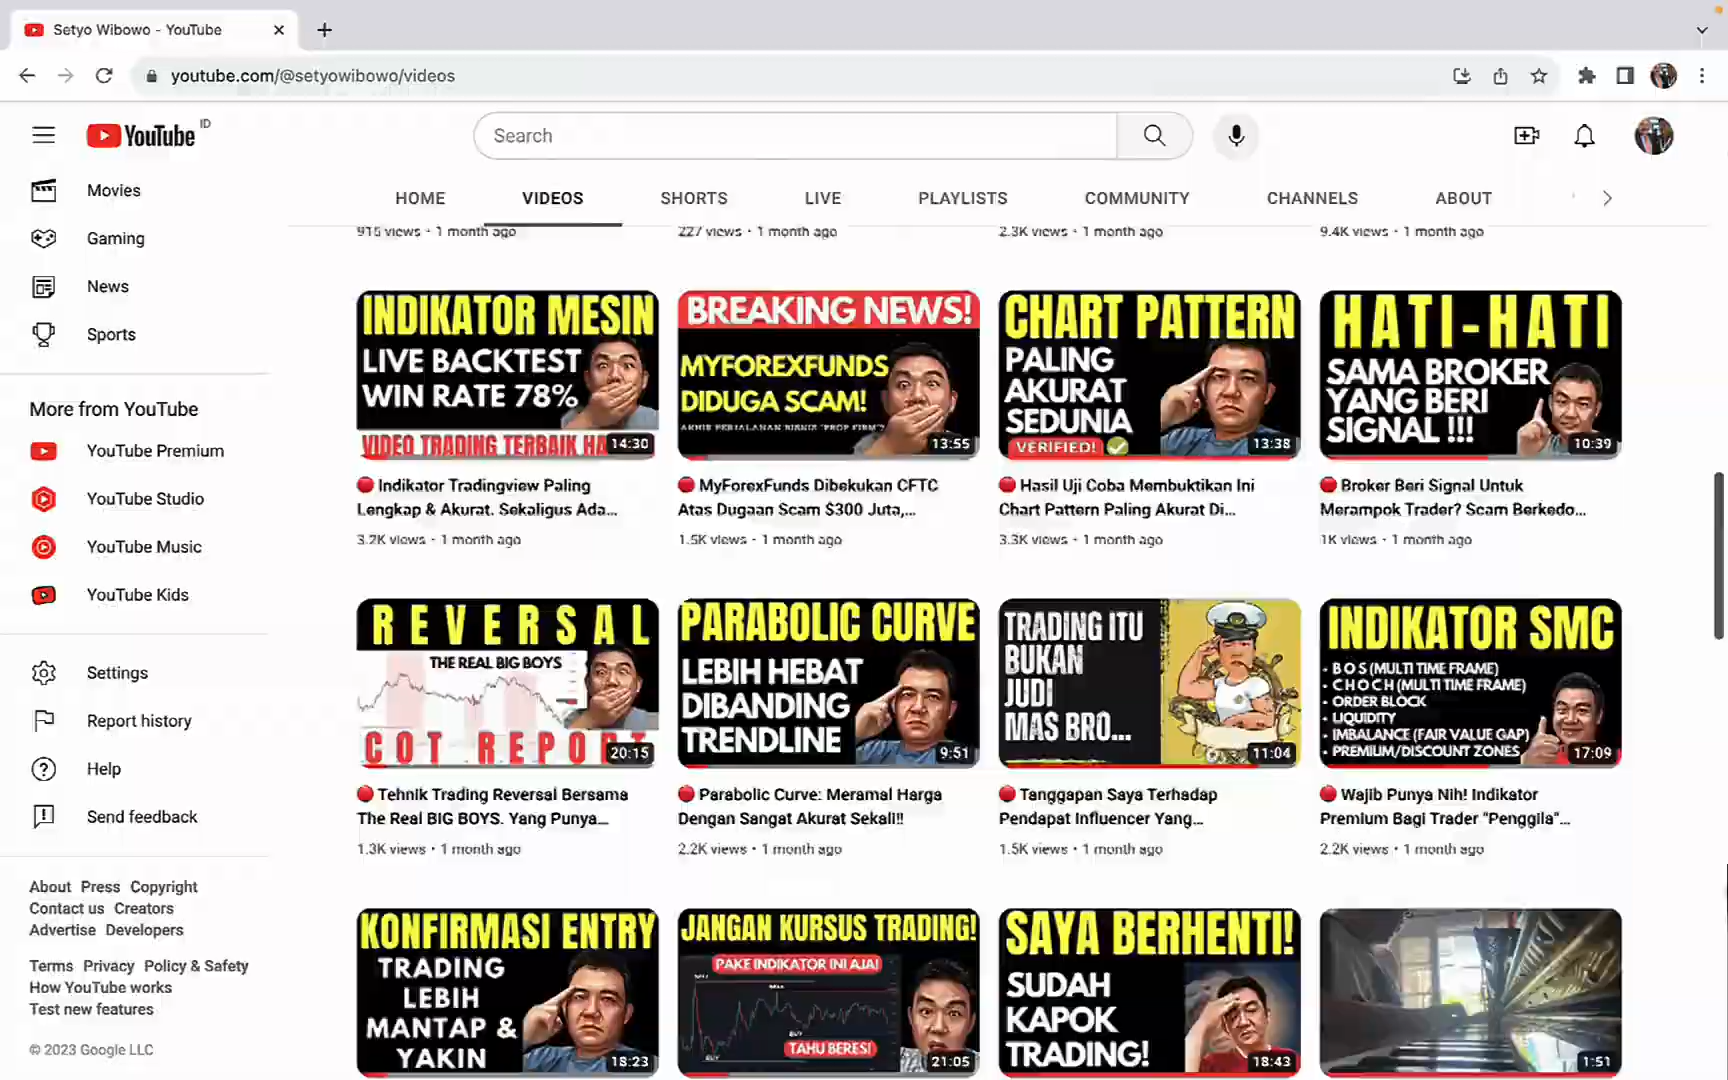 Setyo Wibowo - YouTube
youtube.com/@setyowibowo/videos
YouTube ID
Search
HOME VIDEOS SHORTS LIVE PLAYLISTS COMMUNITY CHANNELS ABOUT
Movies
Gaming
News
Sports
More from YouTube
YouTube Premium
YouTube Studio
YouTube Music
YouTube Kids
Settings
Report history
Help
Send feedback
About Press Copyright
Contact us Creators
Advertise Developers
Terms Privacy Policy & Safety
How YouTube works
Test new features
© 2023 Google LLC
915 views • 1 month ago
227 views • 1 month ago
2.3K views • 1 month ago
9.4K views • 1 month ago
INDIKATOR MESIN
LIVE BACKTEST
WIN RATE 78%
VIDEO TRADING TERBAIK
14:30
Indikator Tradingview Paling
Lengkap & Akurat. Sekaligus Ada...
3.2K views • 1 month ago
BREAKING NEWS!
MYFOREXFUNDS
DIDUGA SCAM!
AKHIR PERJALANAN BISNIS "PROP FIRM"
13:55
MyForexFunds Dibekukan CFTC
Atas Dugaan Scam $300 Juta,...
1.5K views • 1 month ago
CHART PATTERN
PALING
AKURAT
SEDUNIA
VERIFIED!
13:38
Hasil Uji Coba Membuktikan Ini
Chart Pattern Paling Akurat Di...
3.3K views • 1 month ago
HATI-HATI
SAMA BROKER
YANG BERI
SIGNAL !!!
10:39
Broker Beri Signal Untuk
Merampok Trader? Scam Berkedo...
1K views • 1 month ago
REVERSAL
THE REAL BIG BOYS
COT REPORT
20:15
Tehnik Trading Reversal Bersama
The Real BIG BOYS. Yang Punya...
1.3K views • 1 month ago
PARABOLIC CURVE
LEBIH HEBAT
DIBANDING
TRENDLINE
9:51
Parabolic Curve: Meramal Harga
Dengan Sangat Akurat Sekali!!
2.2K views • 1 month ago
TRADING ITU
BUKAN
JUDI
MAS BRO...
11:04
Tanggapan Saya Terhadap
Pendapat Influencer Yang...
1.5K views • 1 month ago
INDIKATOR SMC
• B O S (MULTI TIME FRAME)
• C H O C H (MULTI TIME FRAME)
• ORDER BLOCK
• LIQUIDITY
• IMBALANCE (FAIR VALUE GAP)
• PREMIUM/DISCOUNT ZONES
17:09
Wajib Punya Nih! Indikator
Premium Bagi Trader "Penggila"...
2.2K views • 1 month ago
KONFIRMASI ENTRY
TRADING
LEBIH
MANTAP &
YAKIN
18:23
JANGAN KURSUS TRADING!
PAKE INDIKATOR INI AJA!
BUY
BUY
TAHU BERES!
21:05
SAYA BERHENTI!
SUDAH
KAPOK
TRADING!
18:43
1:51